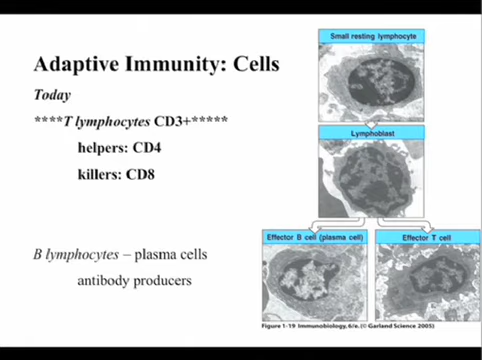 Adaptive Immunity: Cells
Today
****T lymphocytes CD3+*****
helpers: CD4
killers: CD8
B lymphocytes – plasma cells
antibody producers
Small resting lymphocyte
Lymphoblast
Effector B cell (plasma cell)
Effector T cell
Figure 1-19 Immunobiology, 6/e. (© Garland Science 2005)